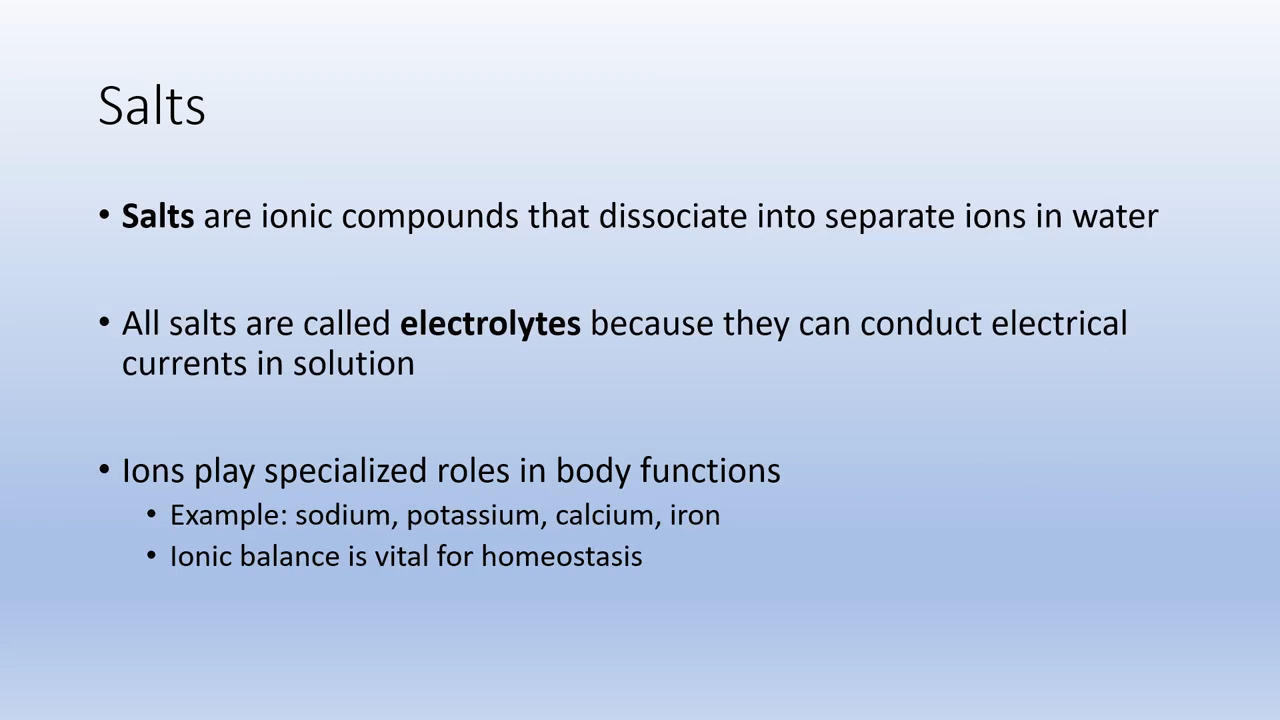 Salts
• Salts are ionic compounds that dissociate into separate ions in water
• All salts are called electrolytes because they can conduct electrical
currents in solution
• Ions play specialized roles in body functions
• Example: sodium, potassium, calcium, iron
• Ionic balance is vital for homeostasis